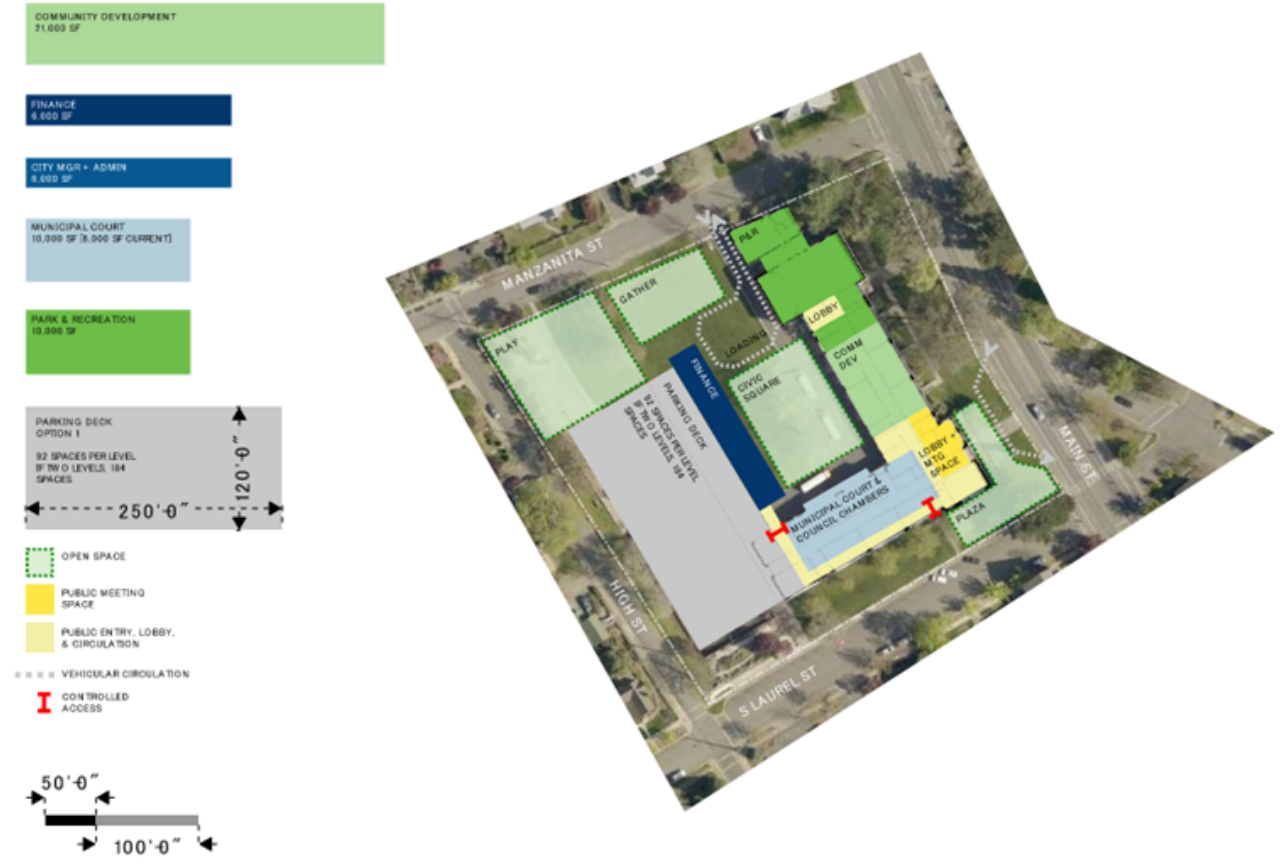 COMMUNITY DEVELOPMENT
21,000 SF
FINANCE
6,000 SF
CITY MGR + ADMIN
6,000 SF
MUNICIPAL COURT
10,000 SF [8,000 SF CURRENT]
PARK & RECREATION
10,000 SF
PARKING DECK
OPTION 1
92 SPACES PER LEVEL
IF TWO LEVELS, 184
SPACES
120'-0"
250'-0"
OPEN SPACE
PUBLIC MEETING
SPACE
PUBLIC ENTRY, LOBBY,
& CIRCULATION
VEHICULAR CIRCULATION
CONTROLLED
ACCESS
50'-0"
100'-0"
MANZANITA ST
P&R
GATHER
PLAY
LOADING
LOBBY
COMM
DEV
FINANCE
CIVIC
SQUARE
PARKING DECK
92 SPACES PER LEVEL
IF TWO LEVELS, 184
SPACES
LOBBY +
MTG
SPACE
MUNICIPAL COURT &
COUNCIL CHAMBERS
PLAZA
MAIN ST
HIGH ST
S LAUREL ST